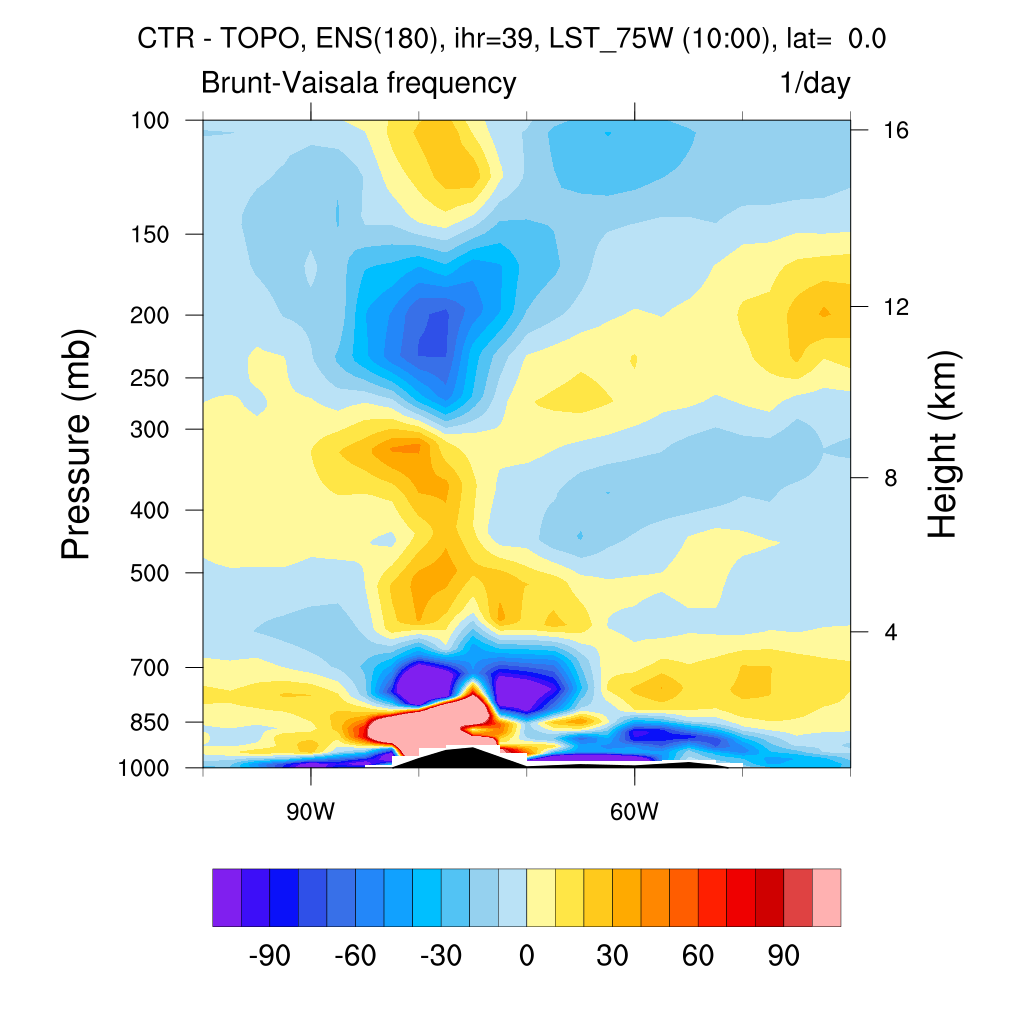 CTR - TOPO, ENS(180), ihr=39, LST_75W (10:00), lat=  0.0
Brunt-Vaisala frequency 1/day
100
150
200
250
300
400
500
700
850
1000
Pressure (mb)
16
12
8
4
Height (km)
90W 60W
-90 -60 -30 0 30 60 90